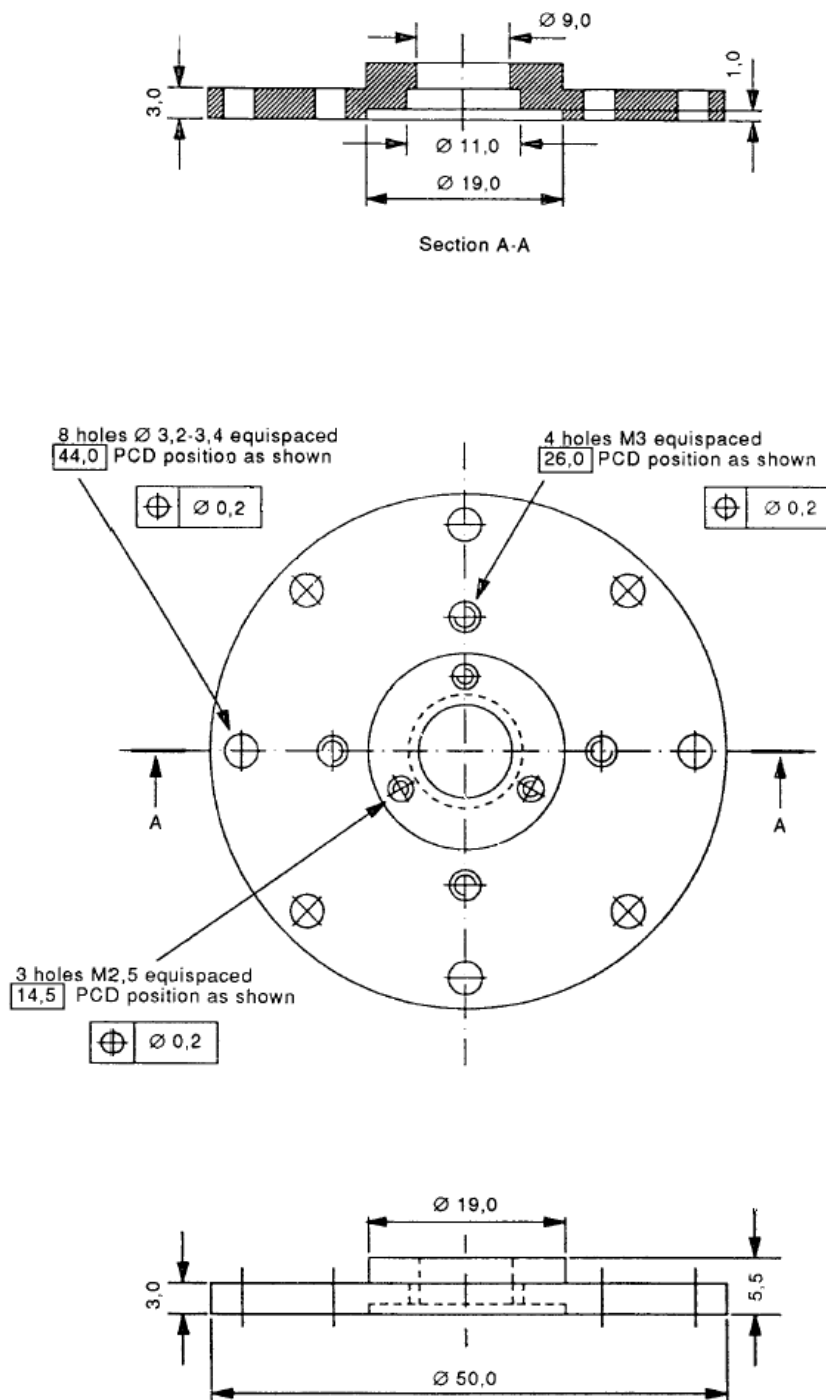 Ø 9,0
1,0
3,0
Ø 11,0
Ø 19,0
Section A-A
8 holes Ø 3,2-3,4 equispaced
44,0 PCD position as shown
Ø 0,2
4 holes M3 equispaced
26,0 PCD position as shown
Ø 0,2
A
A
3 holes M2,5 equispaced
14,5 PCD position as shown
Ø 0,2
Ø 19,0
3,0
5,5
Ø 50,0